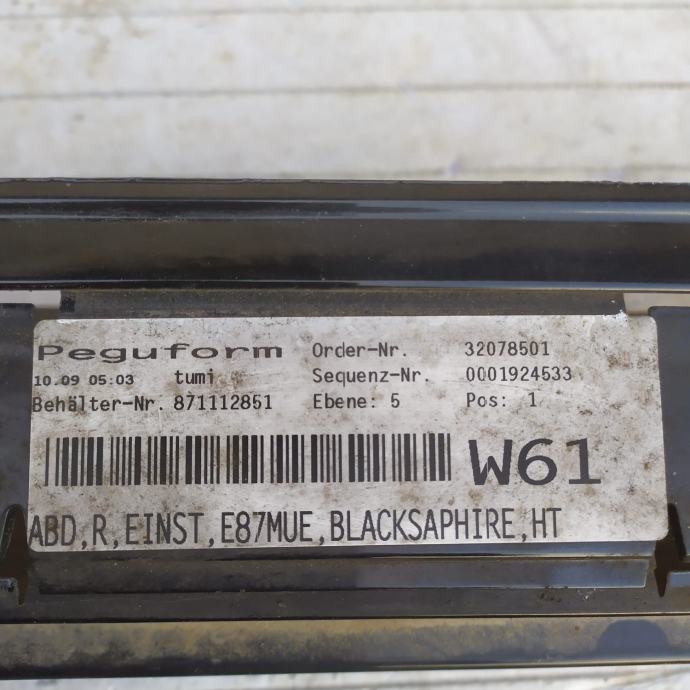 Peguform Order-Nr. 32078501
10.09 05:03 tumi Sequenz-Nr. 0001924533
Behälter-Nr. 871112851 Ebene: 5 Pos: 1
W61
ABD,R,EINST,E87MUE,BLACKSAPHIRE,HT